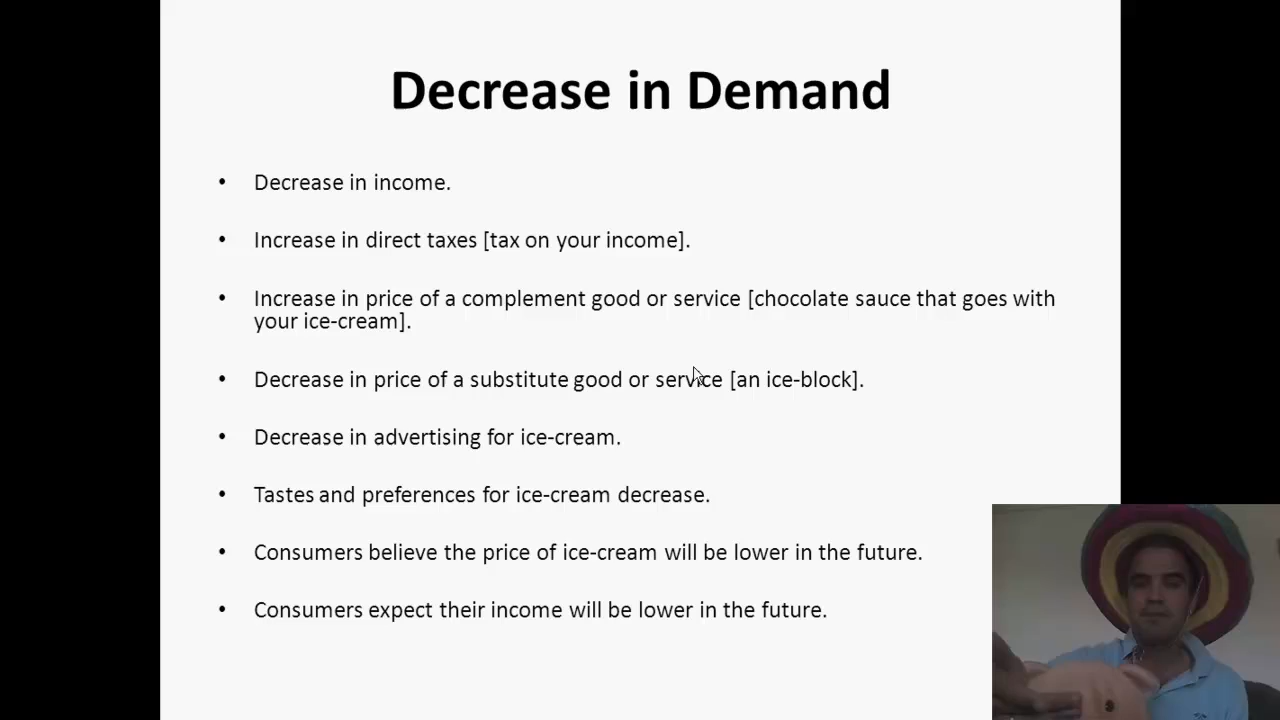 Decrease in Demand
• Decrease in income.
• Increase in direct taxes [tax on your income].
• Increase in price of a complement good or service [chocolate sauce that goes with
your ice-cream].
• Decrease in price of a substitute good or service [an ice-block].
• Decrease in advertising for ice-cream.
• Tastes and preferences for ice-cream decrease.
• Consumers believe the price of ice-cream will be lower in the future.
• Consumers expect their income will be lower in the future.